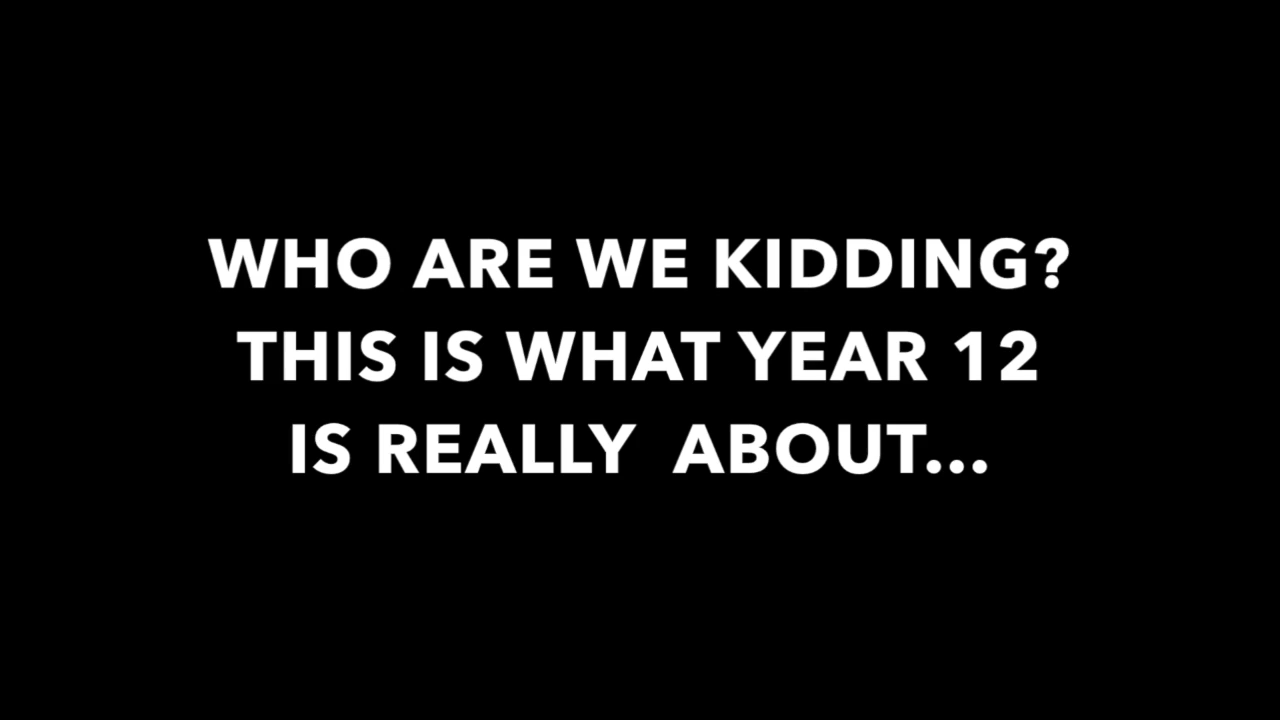 WHO ARE WE KIDDING?
THIS IS WHAT YEAR 12
IS REALLY  ABOUT...